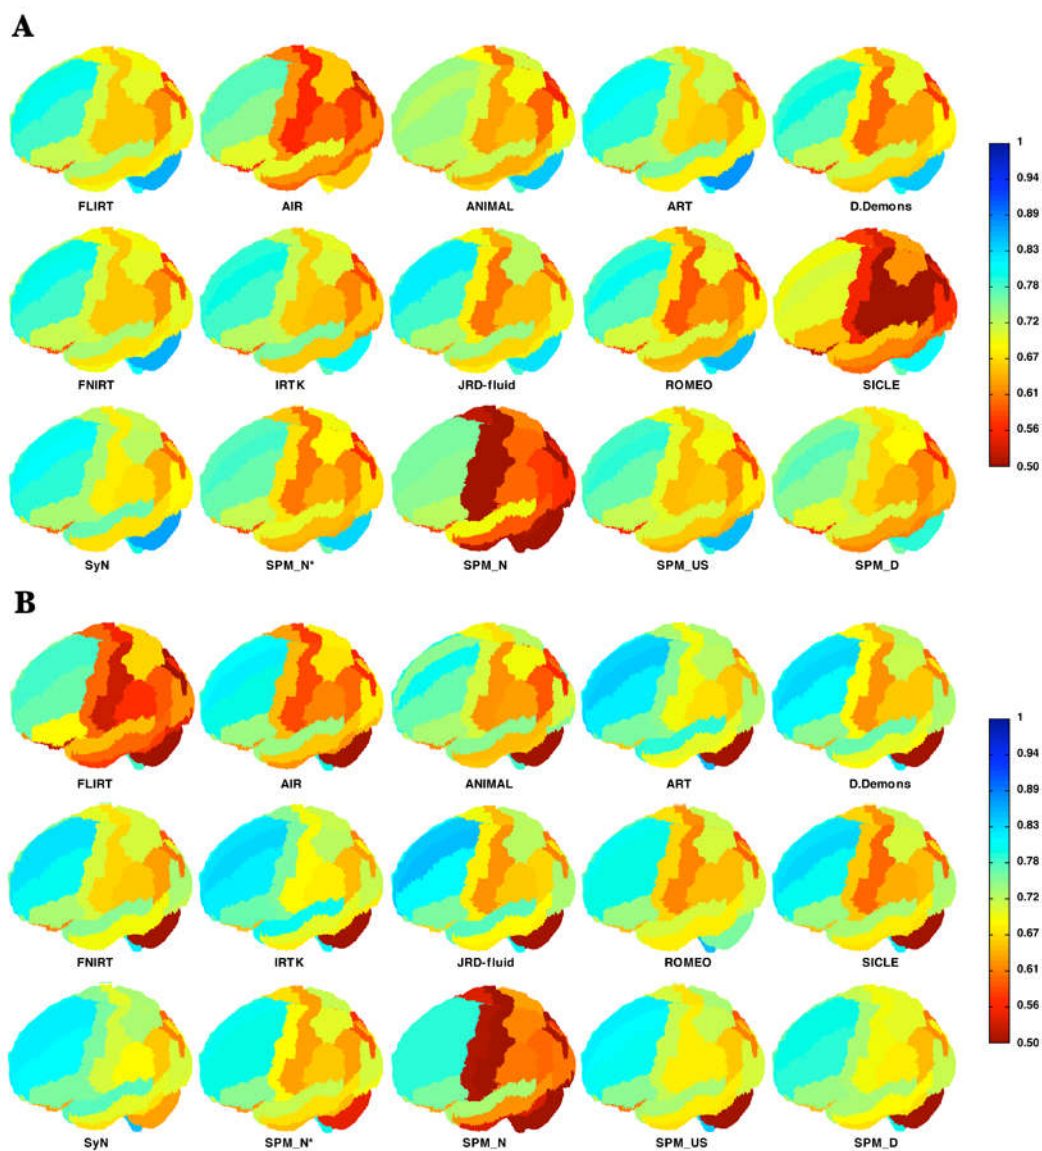 A
FLIRT AIR ANIMAL ART D.Demons
FNIRT IRTK JRD-fluid ROMEO SICLE
SyN SPM_N* SPM_N SPM_US SPM_D
1
0.94
0.89
0.83
0.78
0.72
0.67
0.61
0.56
0.50
B
FLIRT AIR ANIMAL ART D.Demons
FNIRT IRTK JRD-fluid ROMEO SICLE
SyN SPM_N* SPM_N SPM_US SPM_D
1
0.94
0.89
0.83
0.78
0.72
0.67
0.61
0.56
0.50